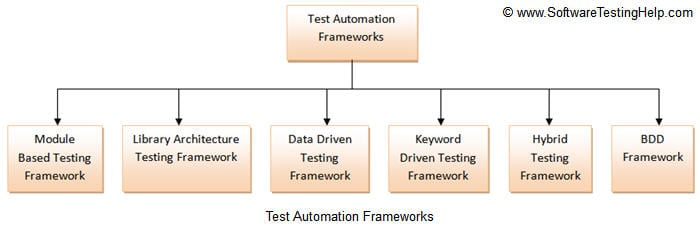 © www.SoftwareTestingHelp.com
Test Automation
Frameworks
Module
Based Testing
Framework
Library Architecture
Testing Framework
Data Driven
Testing
Framework
Keyword
Driven Testing
Framework
Hybrid
Testing
Framework
BDD
Framework
Test Automation Frameworks